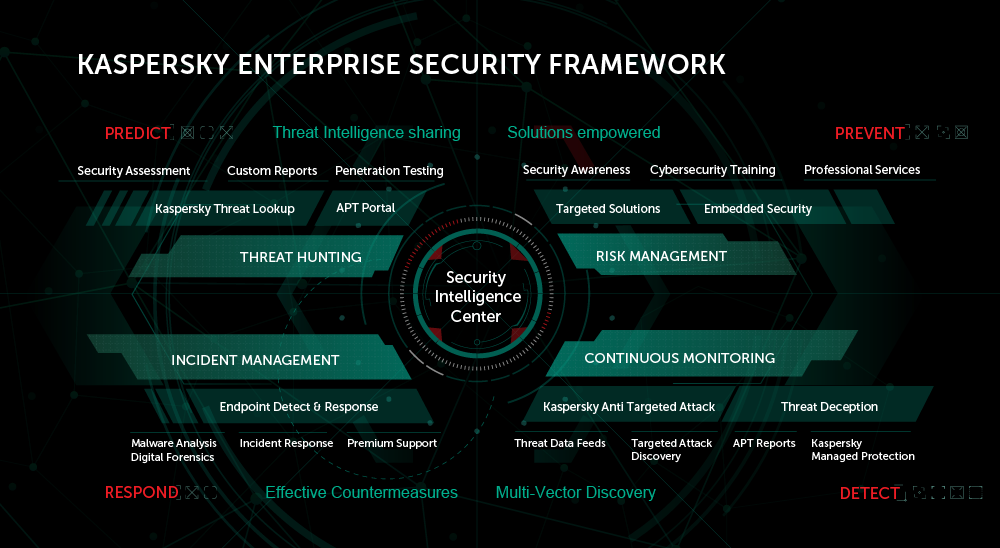 KASPERSKY ENTERPRISE SECURITY FRAMEWORK
PREDICT
Threat Intelligence sharing
Solutions empowered
PREVENT
Security Assessment
Custom Reports
Penetration Testing
Security Awareness
Cybersecurity Training
Professional Services
Kaspersky Threat Lookup
APT Portal
Targeted Solutions
Embedded Security
THREAT HUNTING
RISK MANAGEMENT
Security
Intelligence
Center
INCIDENT MANAGEMENT
CONTINUOUS MONITORING
Endpoint Detect & Response
Kaspersky Anti Targeted Attack
Threat Deception
Malware Analysis
Digital Forensics
Incident Response
Premium Support
Threat Data Feeds
Targeted Attack
Discovery
APT Reports
Kaspersky
Managed Protection
RESPOND
Effective Countermeasures
Multi-Vector Discovery
DETECT